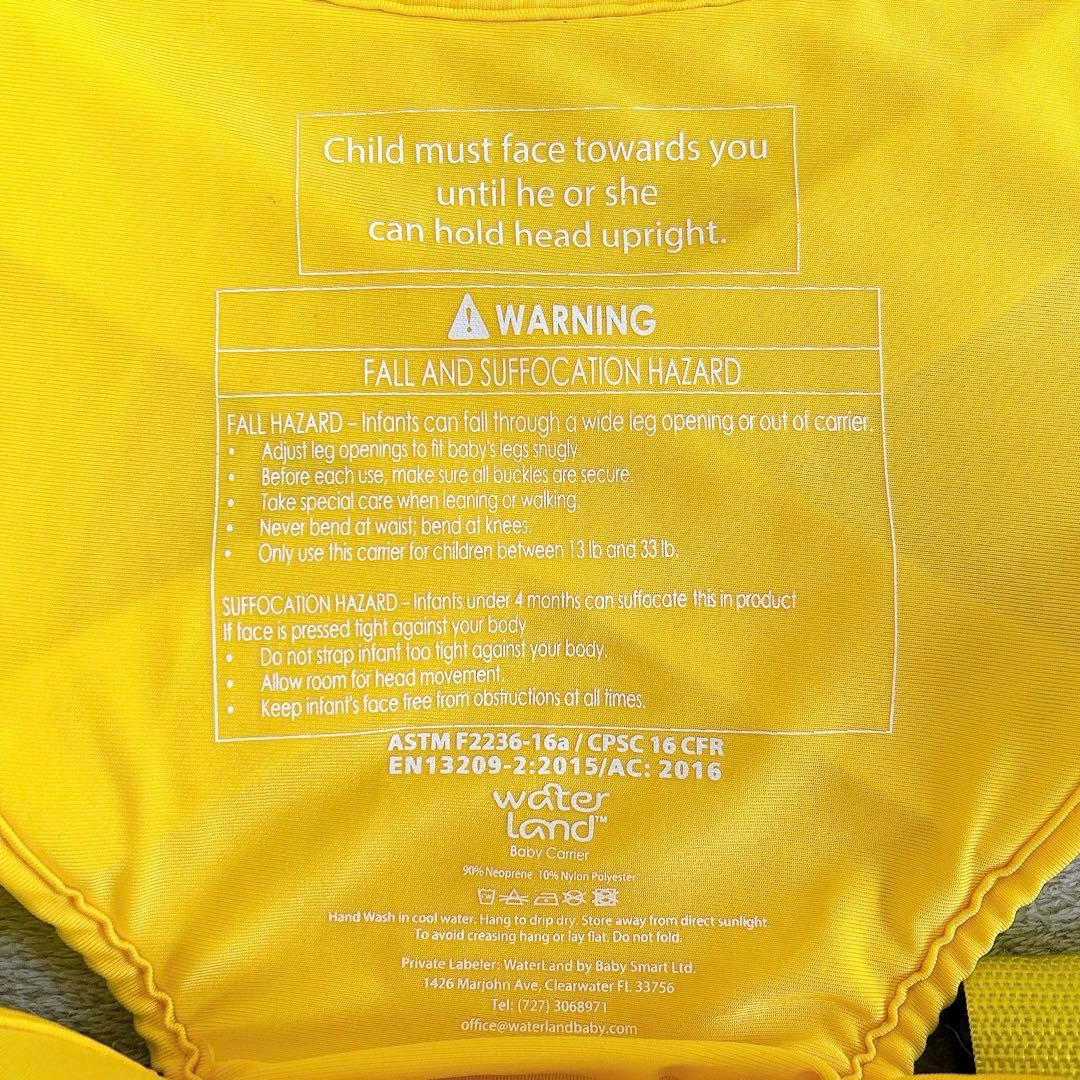 Child must face towards you
until he or she
can hold head upright.
WARNING
FALL AND SUFFOCATION HAZARD
FALL HAZARD – Infants can fall through a wide leg opening or out of carrier.
• Adjust leg openings to fit baby's legs snugly.
• Before each use, make sure all buckles are secure.
• Take special care when leaning or walking.
• Never bend at waist; bend at knees.
• Only use this carrier for children between 13 lb and 33 lb.
SUFFOCATION HAZARD – Infants under 4 months can suffocate this in product
If face is pressed tight against your body
• Do not strap infant too tight against your body.
• Allow room for head movement.
• Keep infant's face free from obstructions at all times.
ASTM F2236-16a / CPSC 16 CFR
EN13209-2:2015/AC: 2016
water
land™
Baby Carrier
90% Neoprene 10% Nylon Polyester
Hand Wash in cool water. Hang to drip dry. Store away from direct sunlight.
To avoid creasing hang or lay flat. Do not fold.
Private Labeler: WaterLand by Baby Smart Ltd.
1426 Marjohn Ave, Clearwater FL 33756
Tel: (727) 3068971
office@waterlandbaby.com